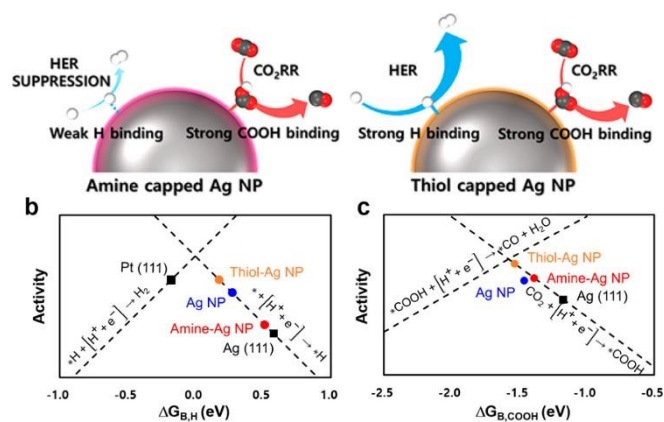 HER
SUPPRESSION
CO₂RR
Weak H binding
Strong COOH binding
Amine capped Ag NP
HER
CO₂RR
Strong H binding
Strong COOH binding
Thiol capped Ag NP
b
Activity
Pt (111)
Thiol-Ag NP
Ag NP
Amine-Ag NP
Ag (111)
*H + [H⁺ + e⁻] → H₂
* + [H⁺ + e⁻] → *H
-1.0 -0.5 0.0 0.5 1.0
ΔG_B,H (eV)
c
Activity
*COOH + [H⁺ + e⁻] → *CO + H₂O
Thiol-Ag NP
Amine-Ag NP
Ag NP
Ag (111)
CO₂ + [H⁺ + e⁻] → *COOH
-2.5 -2.0 -1.5 -1.0 -0.5
ΔG_B,COOH (eV)